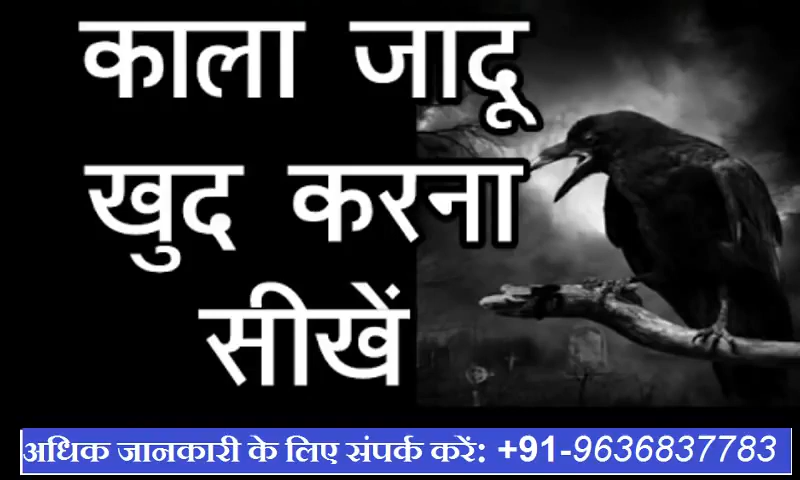 काला जादू
खुद करना
सीखें
अधिक जानकारी के लिए संपर्क करें: +91-9636837783